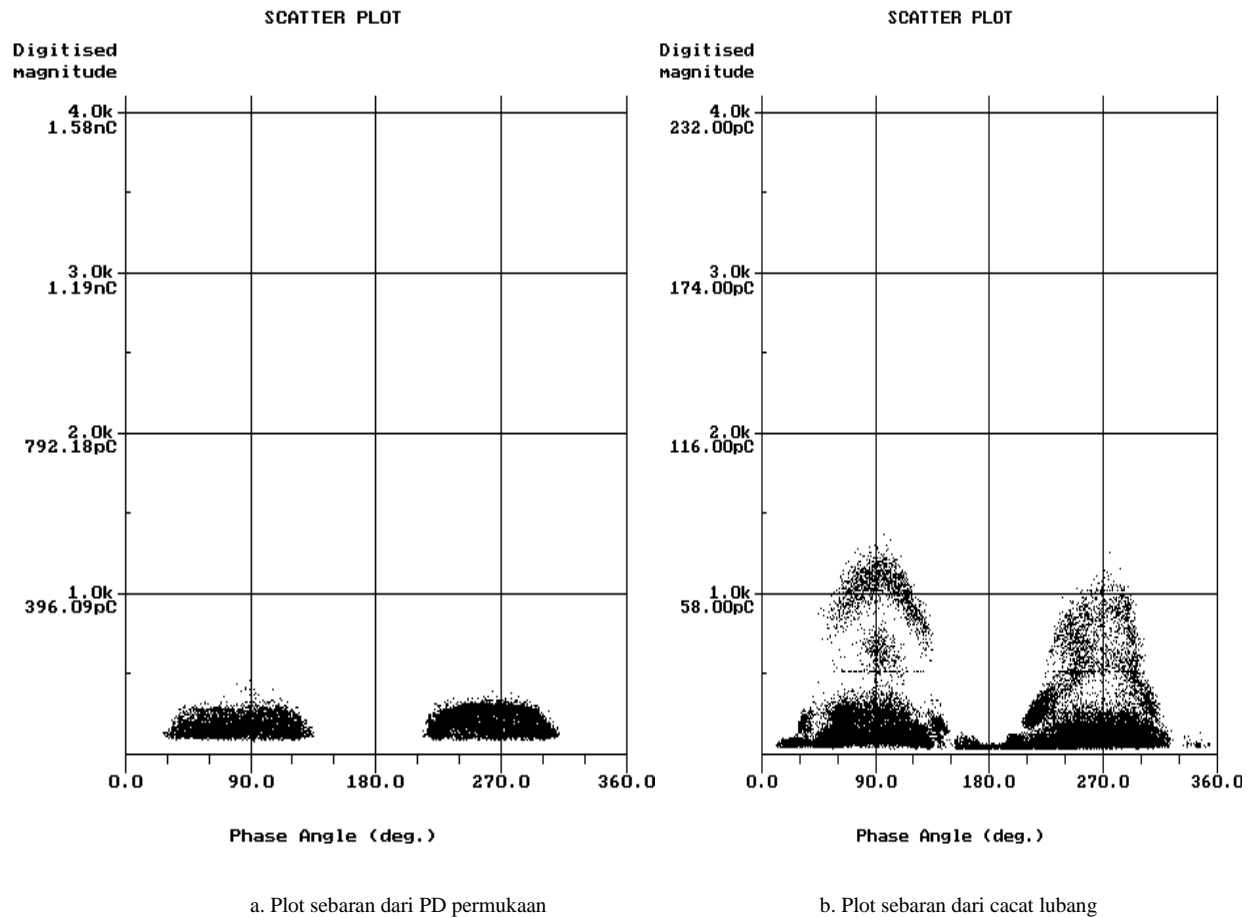 SCATTER PLOT
Digitised
magnitude
4.0k
1.58nC
3.0k
1.19nC
2.0k
792.18pC
1.0k
396.09pC
0.0 90.0 180.0 270.0 360.0
Phase Angle (deg.)
a. Plot sebaran dari PD permukaan
SCATTER PLOT
Digitised
magnitude
4.0k
232.00pC
3.0k
174.00pC
2.0k
116.00pC
1.0k
58.00pC
0.0 90.0 180.0 270.0 360.0
Phase Angle (deg.)
b. Plot sebaran dari cacat lubang